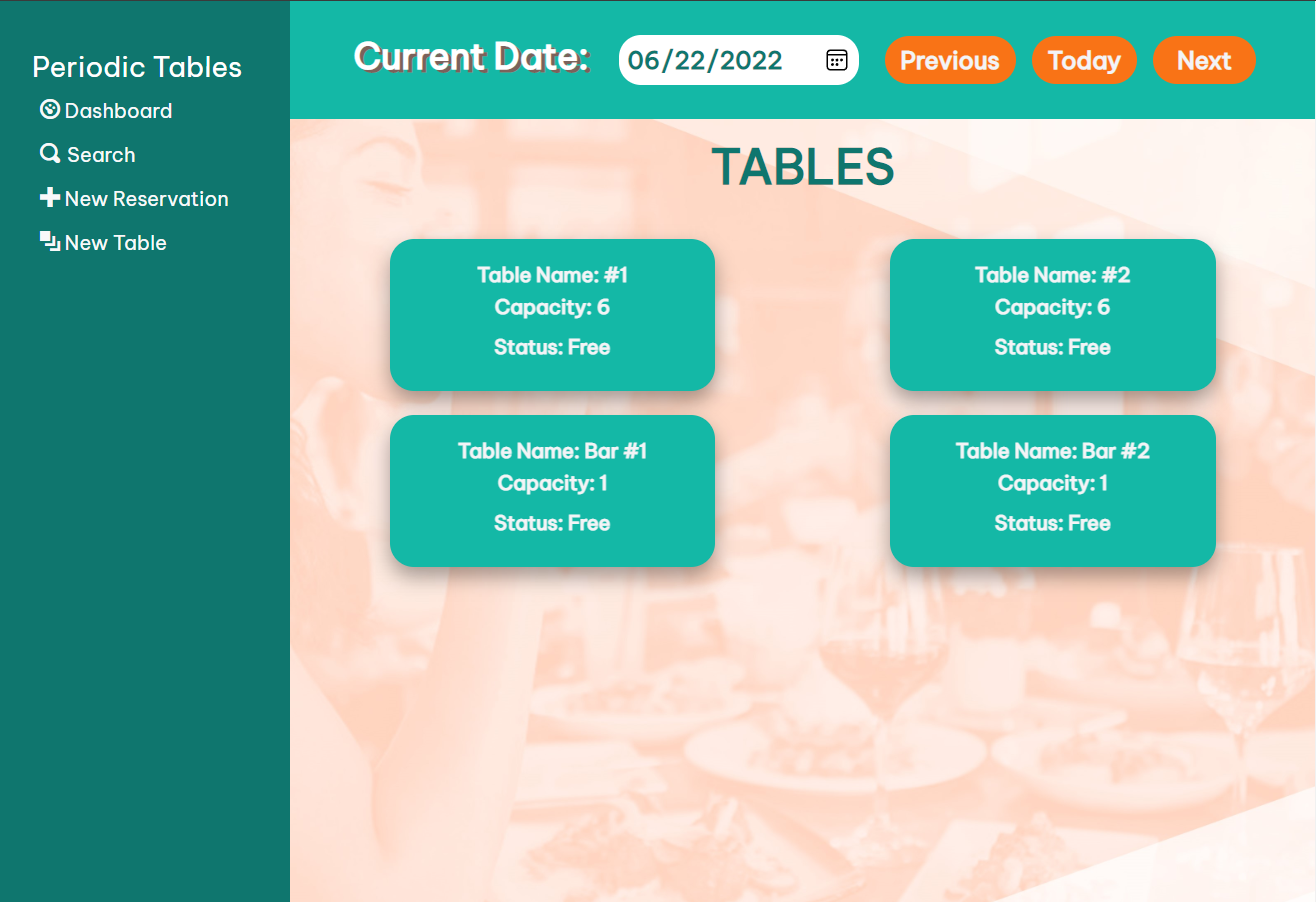 Periodic Tables
Dashboard
Search
New Reservation
New Table
Current Date:
06/22/2022
Previous
Today
Next
TABLES
Table Name: #1
Capacity: 6
Status: Free
Table Name: #2
Capacity: 6
Status: Free
Table Name: Bar #1
Capacity: 1
Status: Free
Table Name: Bar #2
Capacity: 1
Status: Free